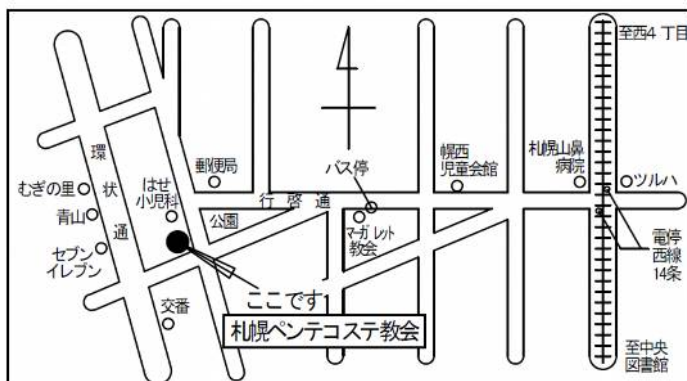 至西4丁目
環状通
郵便局
はせ
小児科
むぎの里
青山
セブン
イレブン
公園
行啓通
バス停
マーガレット
教会
幌西
児童会館
札幌山鼻
病院
ツルハ
電停
西線
14条
交番
ここです
札幌ペンテコステ教会
至中央
図書館